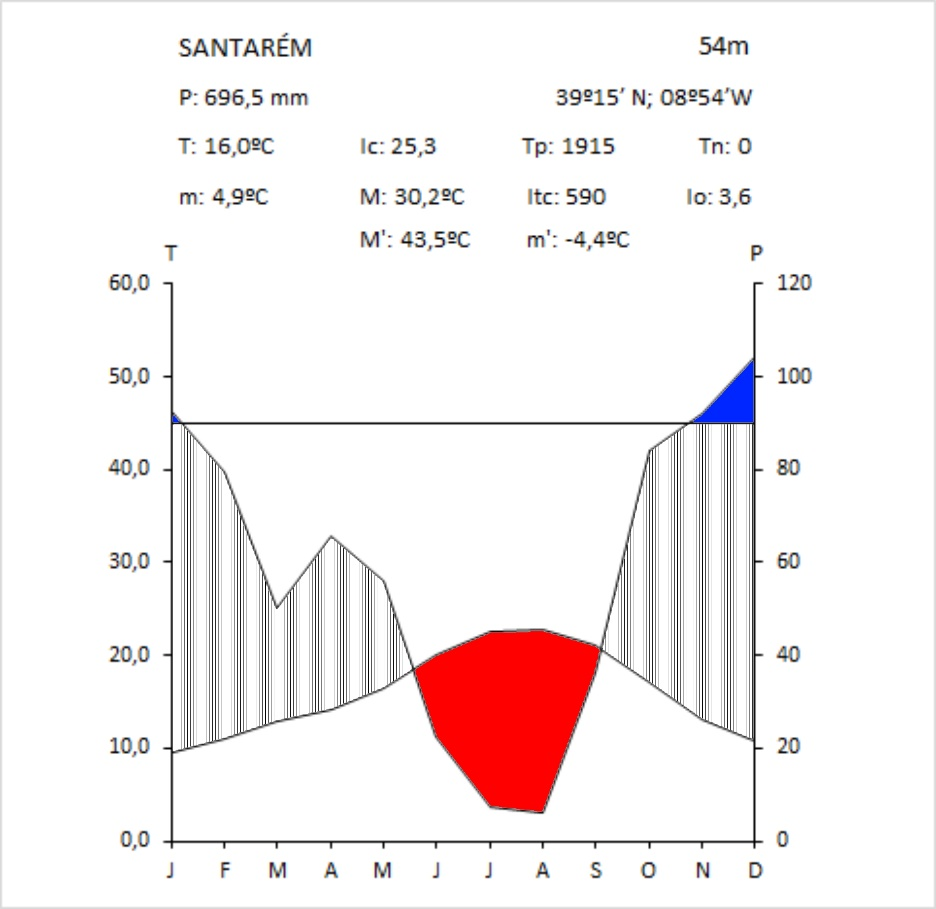 SANTARÉM 54m
P: 696,5 mm 39º15’ N; 08º54’W
T: 16,0ºC Ic: 25,3 Tp: 1915 Tn: 0
m: 4,9ºC M: 30,2ºC Itc: 590 Io: 3,6
M': 43,5ºC m': -4,4ºC
T P
60,0 120
50,0 100
40,0 80
30,0 60
20,0 40
10,0 20
0,0 0
J F M A M J J A S O N D